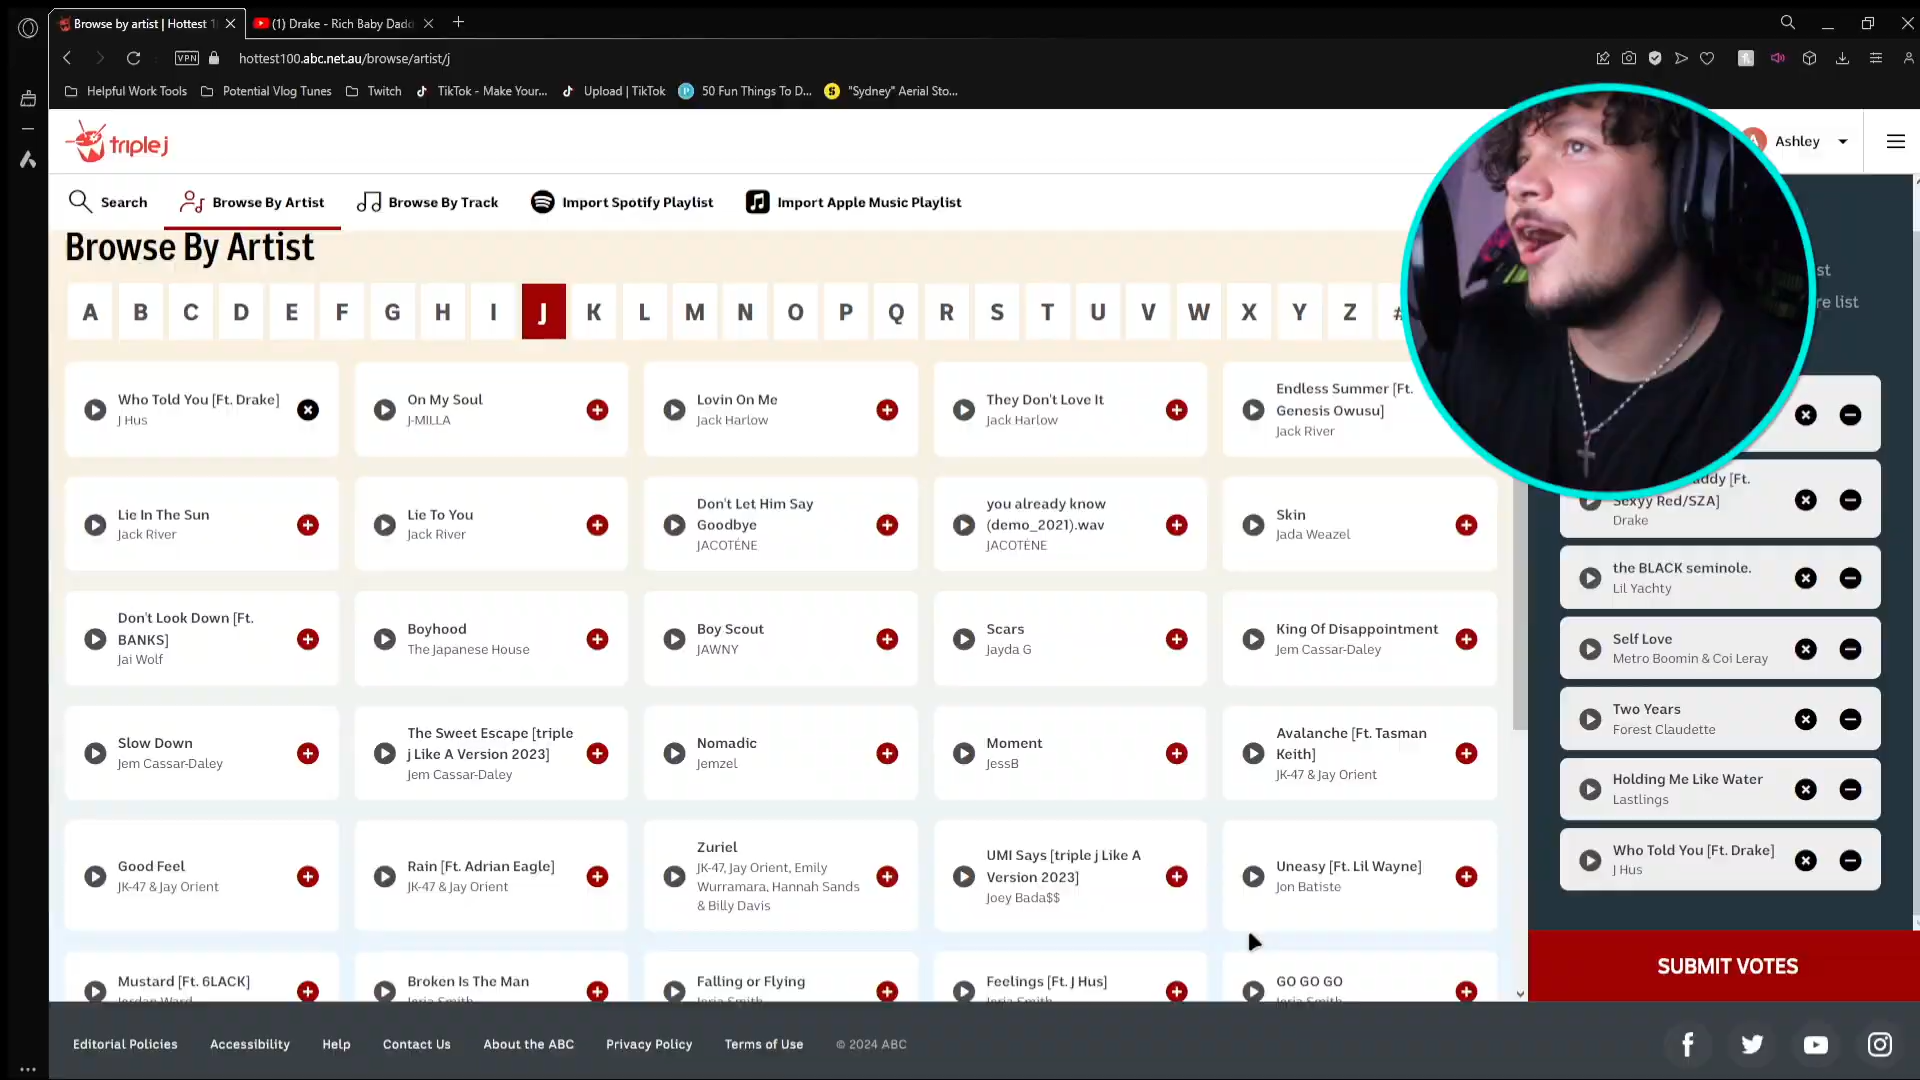 Browse by artist | Hottest 1
(1) Drake - Rich Baby Dadd
VPN
hottest100.abc.net.au/browse/artist/j
Helpful Work Tools
Potential Vlog Tunes
Twitch
TikTok - Make Your...
Upload | TikTok
50 Fun Things To D...
"Sydney" Aerial Sto...
triple j
Ashley
Search
Browse By Artist
Browse By Track
Import Spotify Playlist
Import Apple Music Playlist
Browse By Artist
A B C D E F G H I J K L M N O P Q R S T U V W X Y Z #
Who Told You [Ft. Drake]
J Hus
On My Soul
J-MILLA
Lovin On Me
Jack Harlow
They Don't Love It
Jack Harlow
Endless Summer [Ft.
Genesis Owusu]
Jack River
Lie In The Sun
Jack River
Lie To You
Jack River
Don't Let Him Say
Goodbye
JACOTÉNE
you already know
(demo_2021).wav
JACOTÉNE
Skin
Jada Weazel
Don't Look Down [Ft.
BANKS]
Jai Wolf
Boyhood
The Japanese House
Boy Scout
JAWNY
Scars
Jayda G
King Of Disappointment
Jem Cassar-Daley
Slow Down
Jem Cassar-Daley
The Sweet Escape [triple
j Like A Version 2023]
Jem Cassar-Daley
Nomadic
Jemzel
Moment
JessB
Avalanche [Ft. Tasman
Keith]
JK-47 & Jay Orient
Good Feel
JK-47 & Jay Orient
Rain [Ft. Adrian Eagle]
JK-47 & Jay Orient
Zuriel
JK-47, Jay Orient, Emily
Wurramara, Hannah Sands
& Billy Davis
UMI Says [triple j Like A
Version 2023]
Joey Bada$$
Uneasy [Ft. Lil Wayne]
Jon Batiste
Mustard [Ft. 6LACK]
Jordan Ward
Broken Is The Man
Jorja Smith
Falling or Flying
Jorja Smith
Feelings [Ft. J Hus]
Jorja Smith
GO GO GO
Jorja Smith
st
re list
addy [Ft.
Sexyy Red/SZA]
Drake
the BLACK seminole.
Lil Yachty
Self Love
Metro Boomin & Coi Leray
Two Years
Forest Claudette
Holding Me Like Water
Lastlings
Who Told You [Ft. Drake]
J Hus
SUBMIT VOTES
Editorial Policies
Accessibility
Help
Contact Us
About the ABC
Privacy Policy
Terms of Use
© 2024 ABC